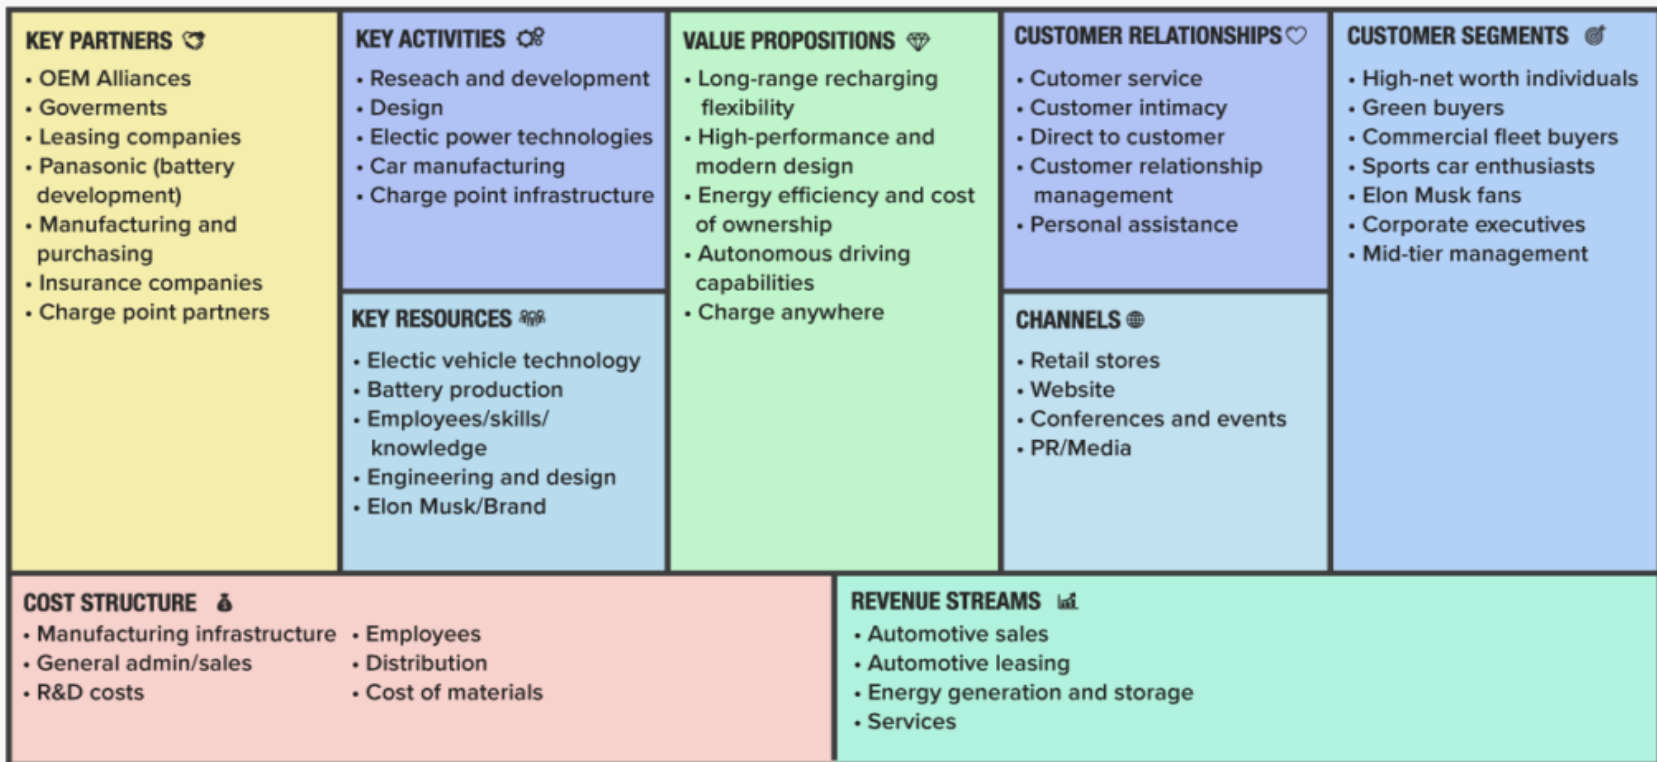 KEY PARTNERS
• OEM Alliances
• Goverments
• Leasing companies
• Panasonic (battery
development)
• Manufacturing and
purchasing
• Insurance companies
• Charge point partners
KEY ACTIVITIES
• Reseach and development
• Design
• Electic power technologies
• Car manufacturing
• Charge point infrastructure
KEY RESOURCES
• Electic vehicle technology
• Battery production
• Employees/skills/
knowledge
• Engineering and design
• Elon Musk/Brand
VALUE PROPOSITIONS
• Long-range recharging
flexibility
• High-performance and
modern design
• Energy efficiency and cost
of ownership
• Autonomous driving
capabilities
• Charge anywhere
CUSTOMER RELATIONSHIPS
• Cutomer service
• Customer intimacy
• Direct to customer
• Customer relationship
management
• Personal assistance
CHANNELS
• Retail stores
• Website
• Conferences and events
• PR/Media
CUSTOMER SEGMENTS
• High-net worth individuals
• Green buyers
• Commercial fleet buyers
• Sports car enthusiasts
• Elon Musk fans
• Corporate executives
• Mid-tier management
COST STRUCTURE
• Manufacturing infrastructure
• General admin/sales
• R&D costs
• Employees
• Distribution
• Cost of materials
REVENUE STREAMS
• Automotive sales
• Automotive leasing
• Energy generation and storage
• Services